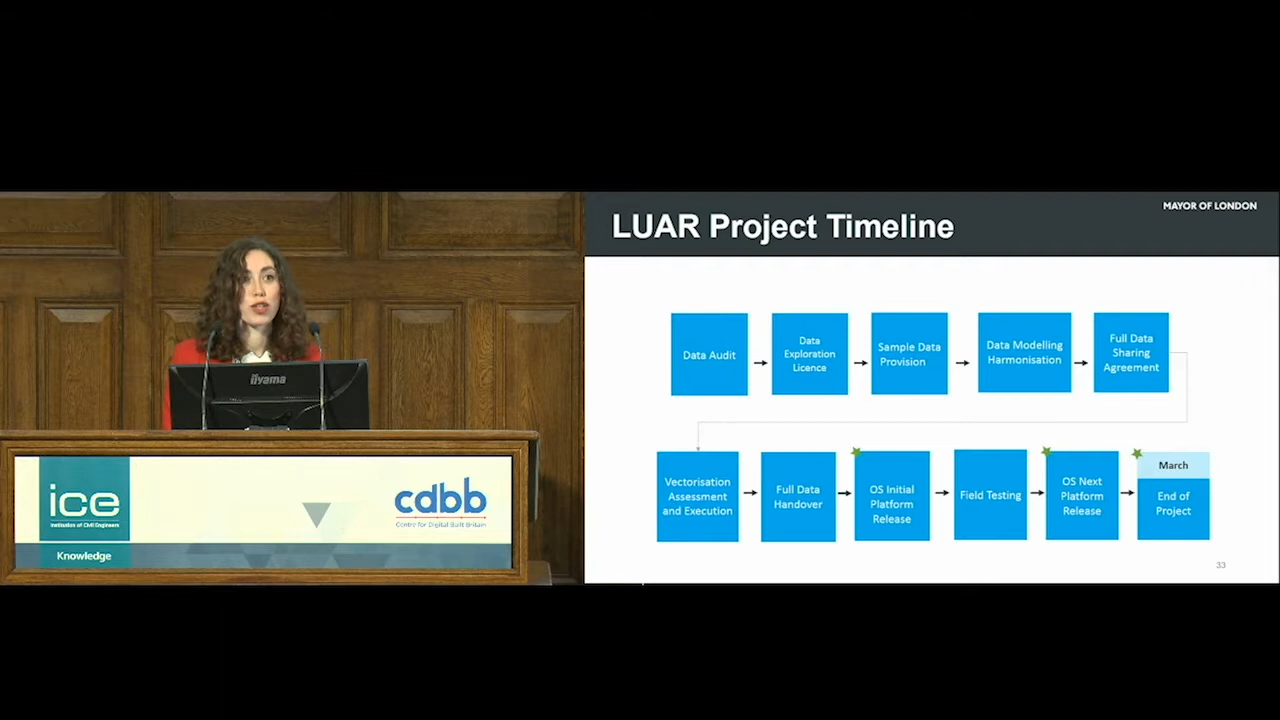 MAYOR OF LONDON
LUAR Project Timeline
Data Audit
Data
Exploration
Licence
Sample Data
Provision
Data Modelling
Harmonisation
Full Data
Sharing
Agreement
Vectorisation
Assessment
and Execution
Full Data
Handover
OS Initial
Platform
Release
Field Testing
OS Next
Platform
Release
March
End of
Project
33
iiyama
ice
Institution of Civil Engineers
Knowledge
cdbb
Centre for Digital Built Britain